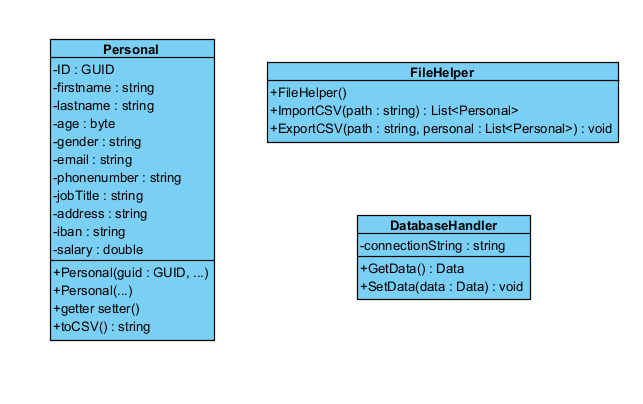 Personal
-ID : GUID
-firstname : string
-lastname : string
-age : byte
-gender : string
-email : string
-phonenumber : string
-jobTitle : string
-address : string
-iban : string
-salary : double
+Personal(guid : GUID, ...)
+Personal(...)
+getter setter()
+toCSV() : string
FileHelper
+FileHelper()
+ImportCSV(path : string) : List<Personal>
+ExportCSV(path : string, personal : List<Personal>) : void
DatabaseHandler
-connectionString : string
+GetData() : Data
+SetData(data : Data) : void